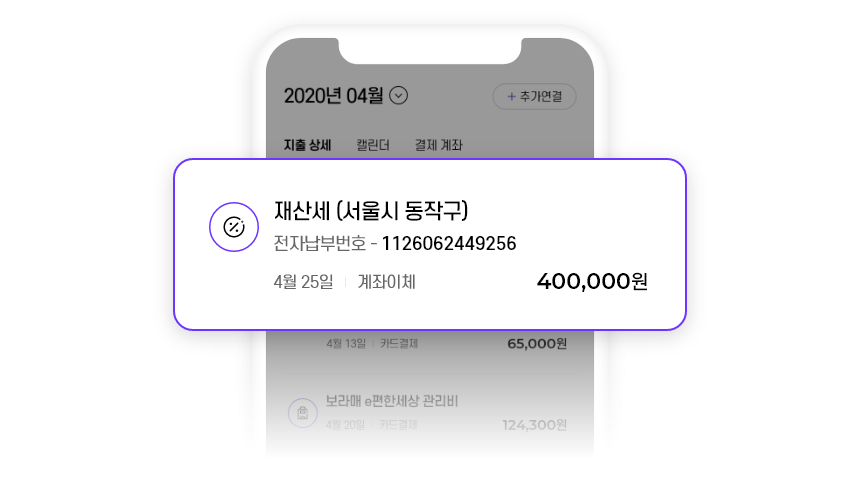 2020년 04월
+ 추가연결
지출 상세 캘린더 결제 계좌
재산세 (서울시 동작구)
전자납부번호 - 1126062449256
4월 25일 | 계좌이체 400,000원
4월 13일 | 카드결제 65,000원
보라매 e편한세상 관리비
4월 20일 | 카드결제 124,300원